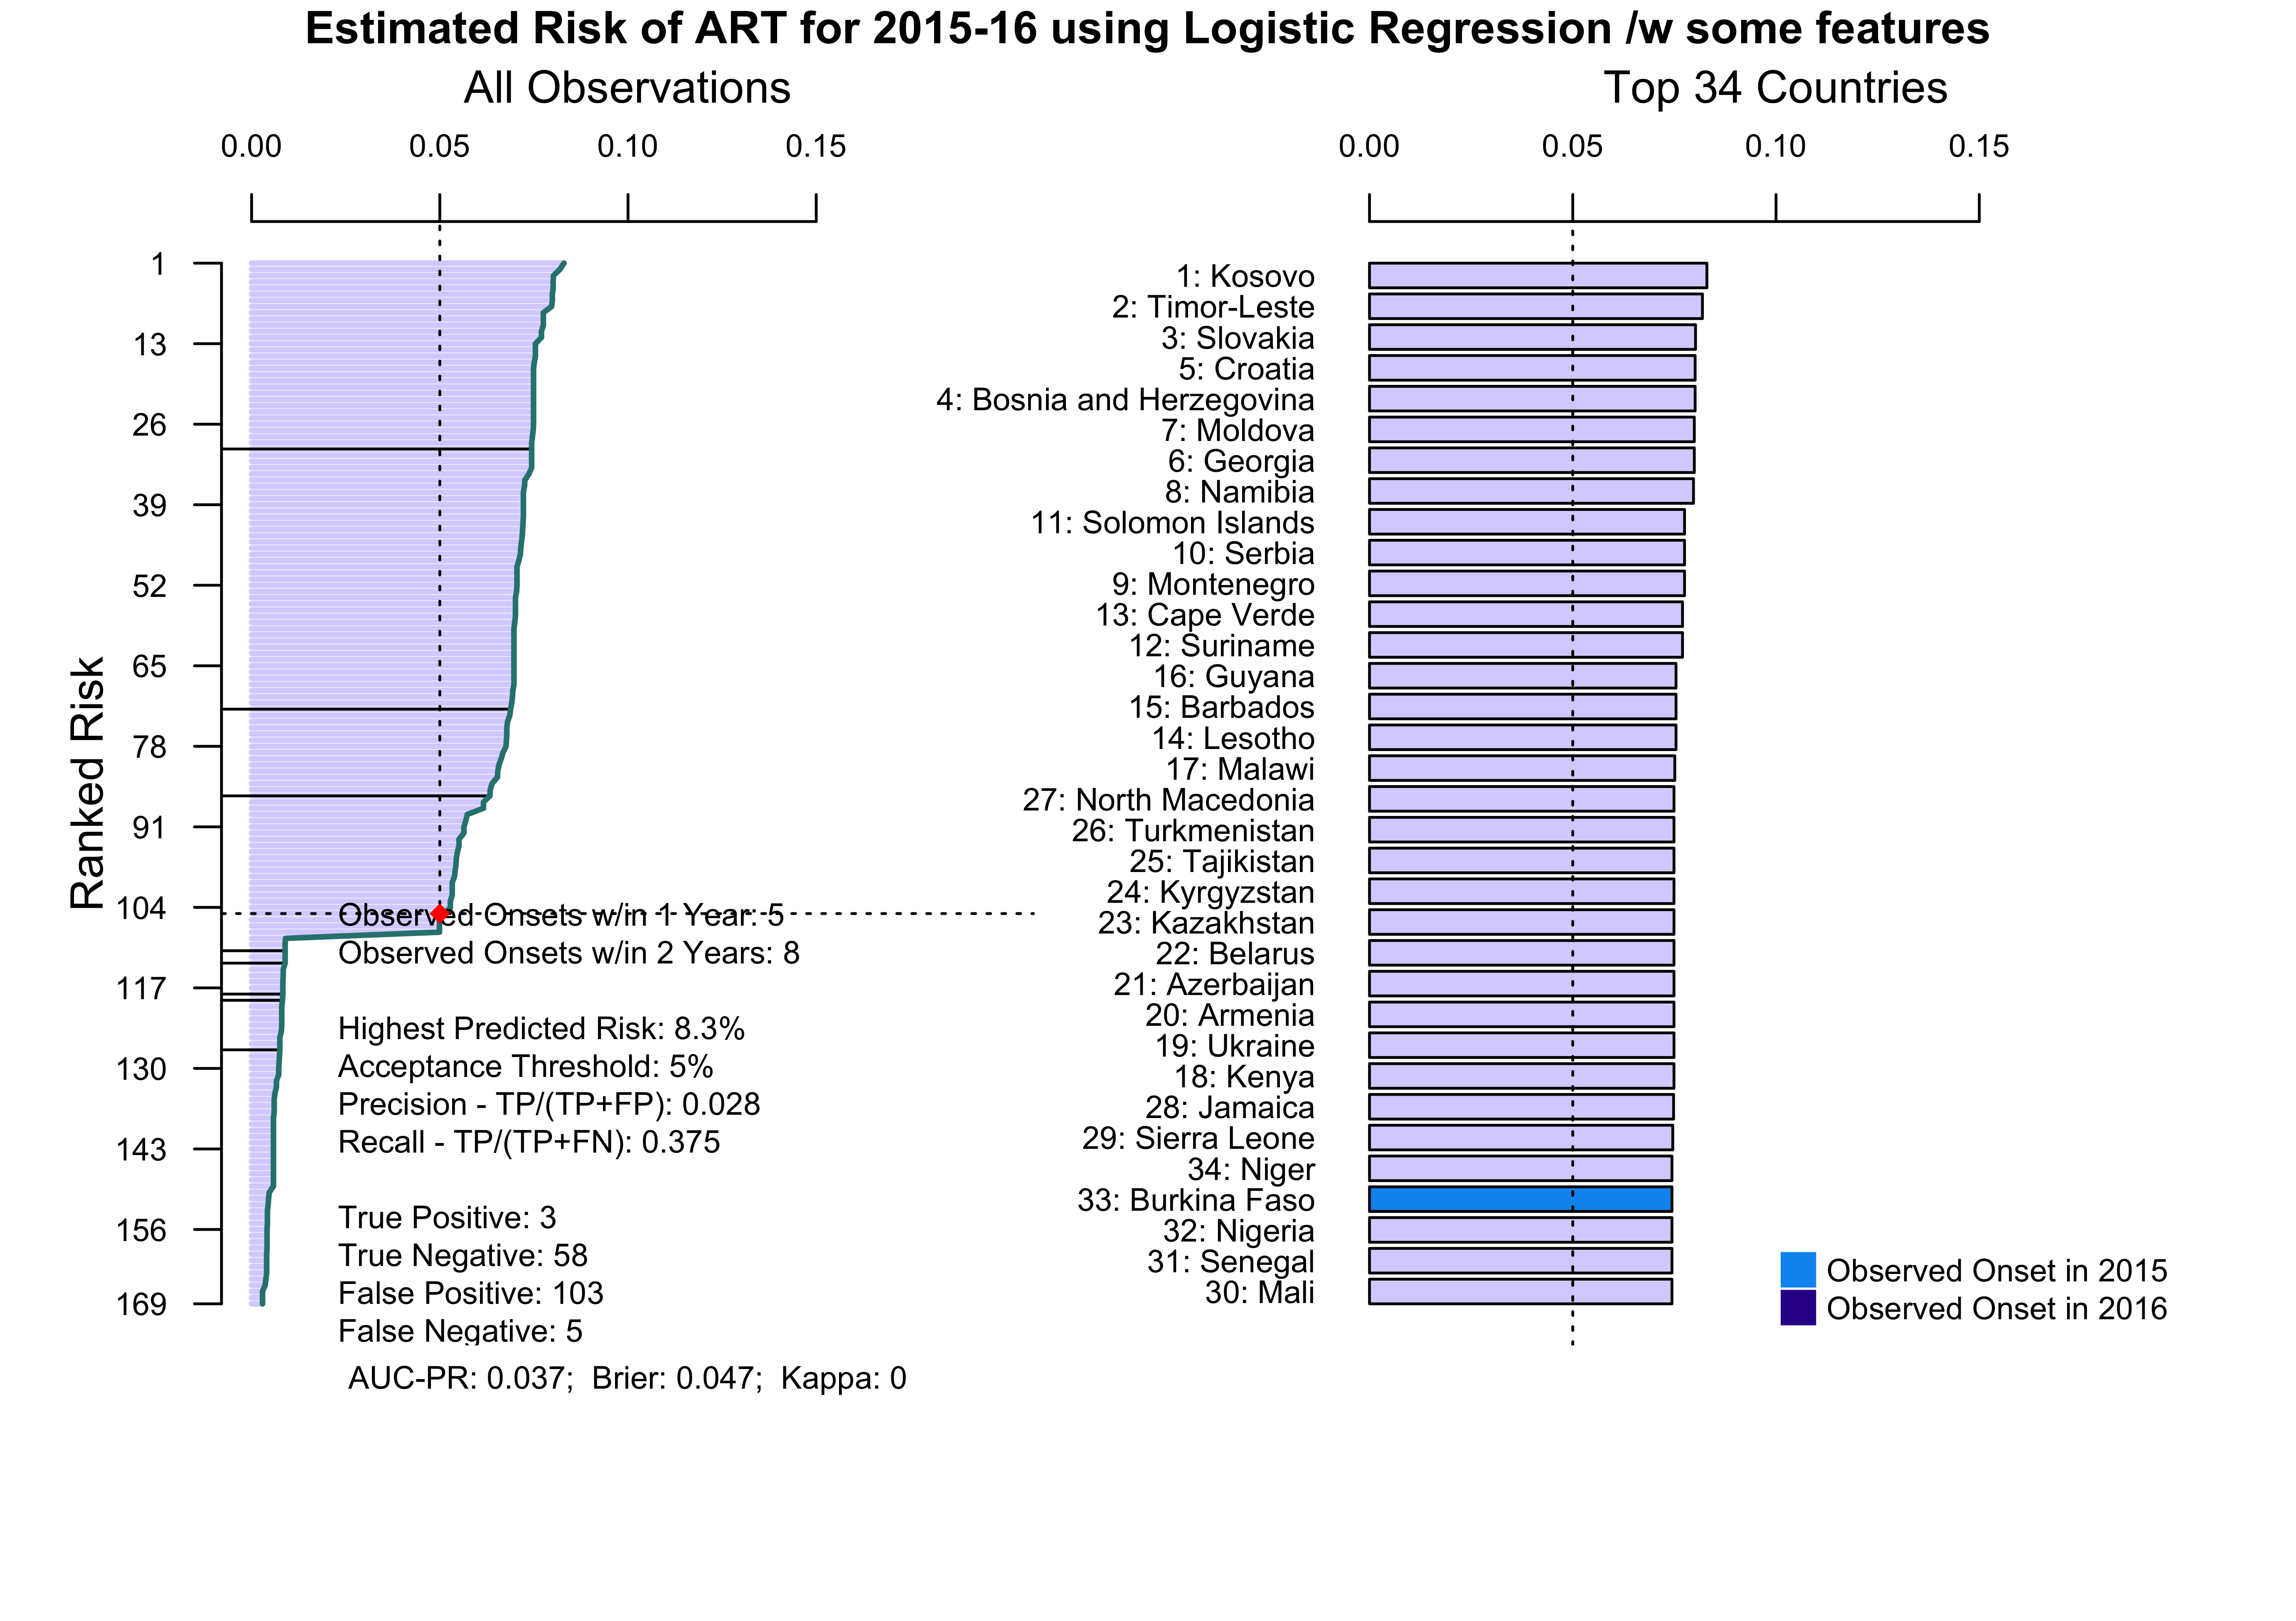 Estimated Risk of ART for 2015-16 using Logistic Regression /w some features
All Observations
0.00 0.05 0.10 0.15
Ranked Risk
1
13
26
39
52
65
78
91
104
117
130
143
156
169
Observed Onsets w/in 1 Year: 5
Observed Onsets w/in 2 Years: 8
Highest Predicted Risk: 8.3%
Acceptance Threshold: 5%
Precision - TP/(TP+FP): 0.028
Recall - TP/(TP+FN): 0.375
True Positive: 3
True Negative: 58
False Positive: 103
False Negative: 5
AUC-PR: 0.037;  Brier: 0.047;  Kappa: 0
Top 34 Countries
0.00 0.05 0.10 0.15
1: Kosovo
2: Timor-Leste
3: Slovakia
5: Croatia
4: Bosnia and Herzegovina
7: Moldova
6: Georgia
8: Namibia
11: Solomon Islands
10: Serbia
9: Montenegro
13: Cape Verde
12: Suriname
16: Guyana
15: Barbados
14: Lesotho
17: Malawi
27: North Macedonia
26: Turkmenistan
25: Tajikistan
24: Kyrgyzstan
23: Kazakhstan
22: Belarus
21: Azerbaijan
20: Armenia
19: Ukraine
18: Kenya
28: Jamaica
29: Sierra Leone
34: Niger
33: Burkina Faso
32: Nigeria
31: Senegal
30: Mali
Observed Onset in 2015
Observed Onset in 2016